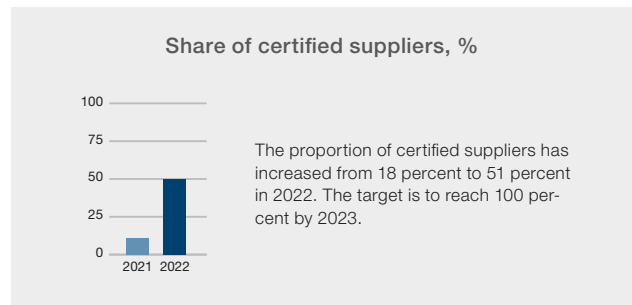 Share of certified suppliers, %
100
75
50
25
0
2021 2022
The proportion of certified suppliers has
increased from 18 percent to 51 percent
in 2022. The target is to reach 100 per-
cent by 2023.